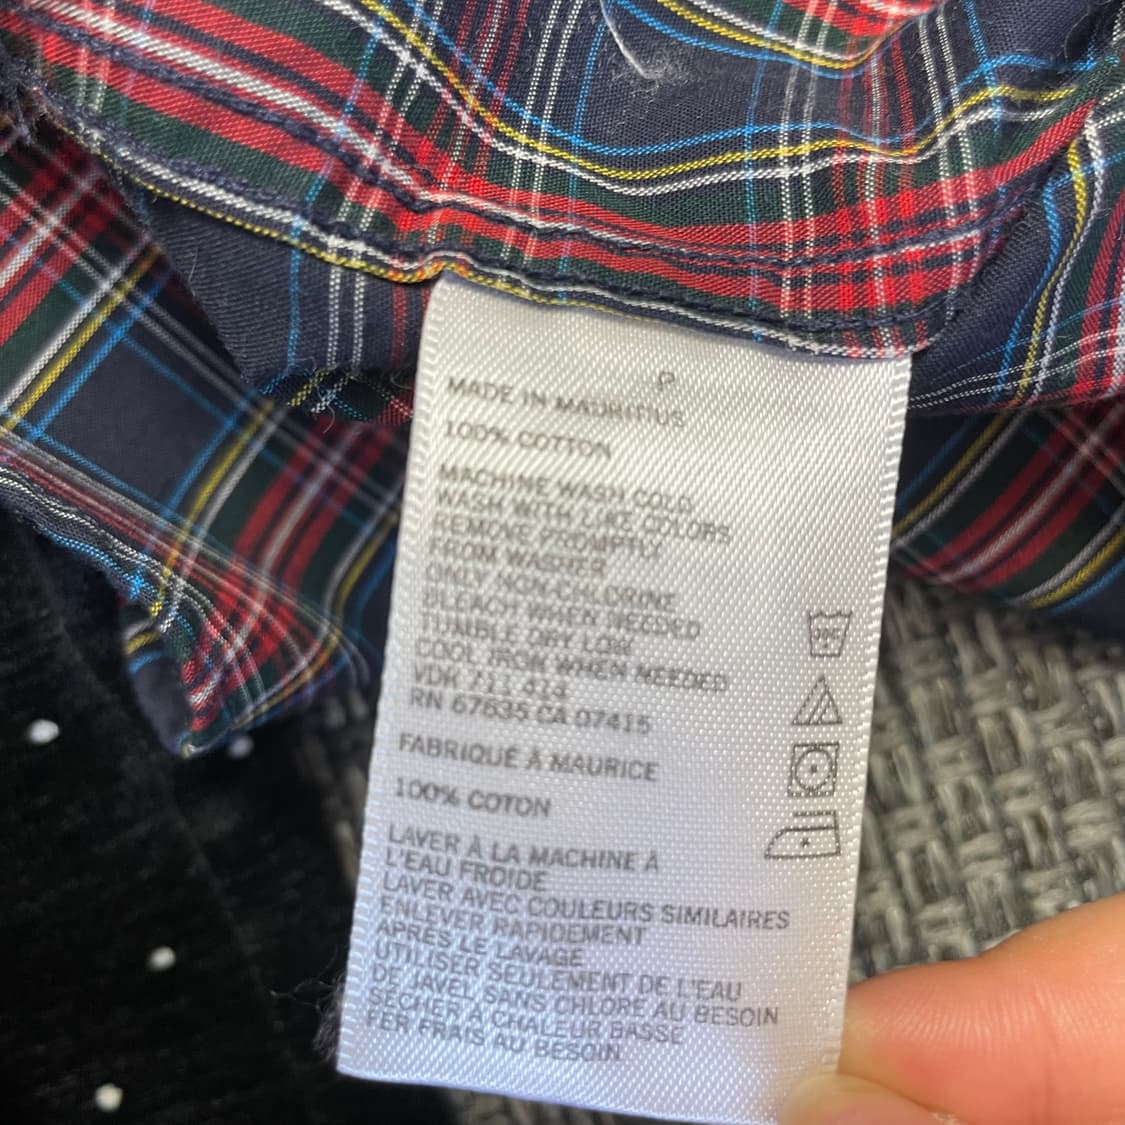 P
MADE IN MAURITIUS
100% COTTON
MACHINE WASH COLD
WASH WITH LIKE COLORS
REMOVE PROMPTLY
FROM WASHER
ONLY NON-CHLORINE
BLEACH WHEN NEEDED
TUMBLE DRY LOW
COOL IRON WHEN NEEDED
VDR 711 414
RN 67635 CA 07415
FABRIQUÉ À MAURICE
100% COTON
LAVER À LA MACHINE À
L'EAU FROIDE
LAVER AVEC COULEURS SIMILAIRES
ENLEVER RAPIDEMENT
APRÈS LE LAVAGE
UTILISER SEULEMENT DE L'EAU
DE JAVEL SANS CHLORE AU BESOIN
SÉCHER À CHALEUR BASSE
FER FRAIS AU BESOIN